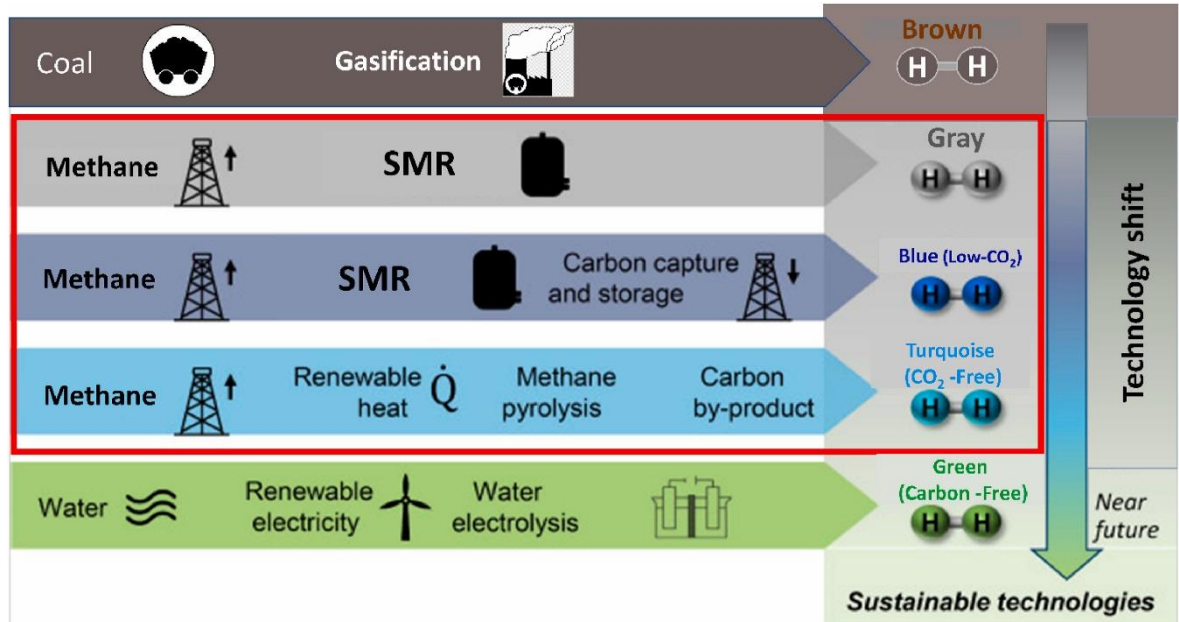 Coal
Gasification
Brown
H H
Methane
SMR
Gray
H H
Methane
SMR
Carbon capture
and storage
Blue (Low-CO₂)
H H
Methane
Renewable
heat
Q̇
Methane
pyrolysis
Carbon
by-product
Turquoise
(CO₂ -Free)
H H
Water
Renewable
electricity
Water
electrolysis
Green
(Carbon -Free)
H H
Technology shift
Near
future
Sustainable technologies